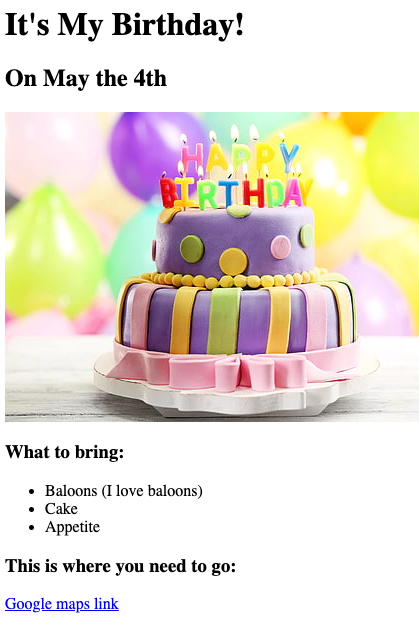 It's My Birthday!
On May the 4th
HAPPY
BIRTHDAY
What to bring:
Baloons (I love baloons)
Cake
Appetite
This is where you need to go:
Google maps link